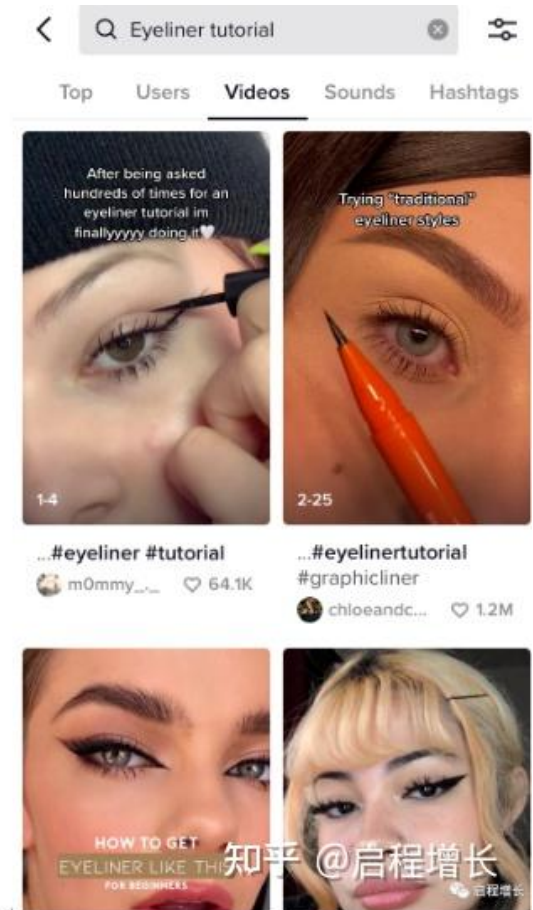 Eyeliner tutorial
Top Users Videos Sounds Hashtags
After being asked
hundreds of times for an
eyeliner tutorial im
finallyyyyy doing it🤍
1-4
Trying "traditional"
eyeliner styles
2-25
...#eyeliner #tutorial
m0mmy_._
64.1K
...#eyelinertutorial
#graphicliner
chloeandc...
1.2M
HOW TO GET
EYELINER LIKE THI
FOR BEGINNERS
知乎 @启程增长
启程增长